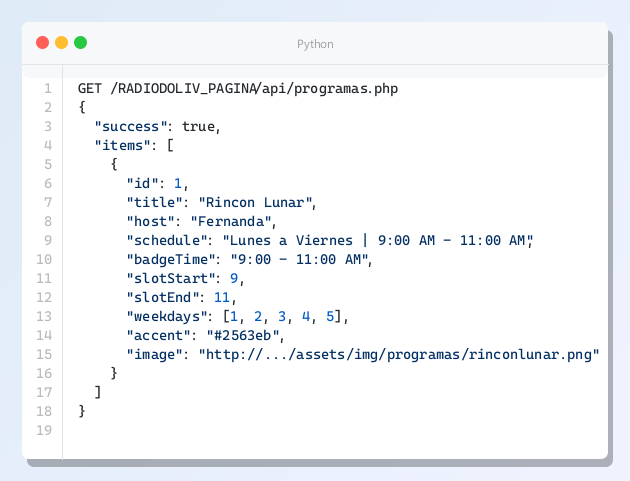 Python
1 GET /RADIODOLIV_PAGINA/api/programas.php
2 {
3   "success": true,
4   "items": [
5     {
6       "id": 1,
7       "title": "Rincon Lunar",
8       "host": "Fernanda",
9       "schedule": "Lunes a Viernes | 9:00 AM - 11:00 AM",
10       "badgeTime": "9:00 - 11:00 AM",
11       "slotStart": 9,
12       "slotEnd": 11,
13       "weekdays": [1, 2, 3, 4, 5],
14       "accent": "#2563eb",
15       "image": "http://.../assets/img/programas/rinconlunar.png"
16     }
17   ]
18 }
19